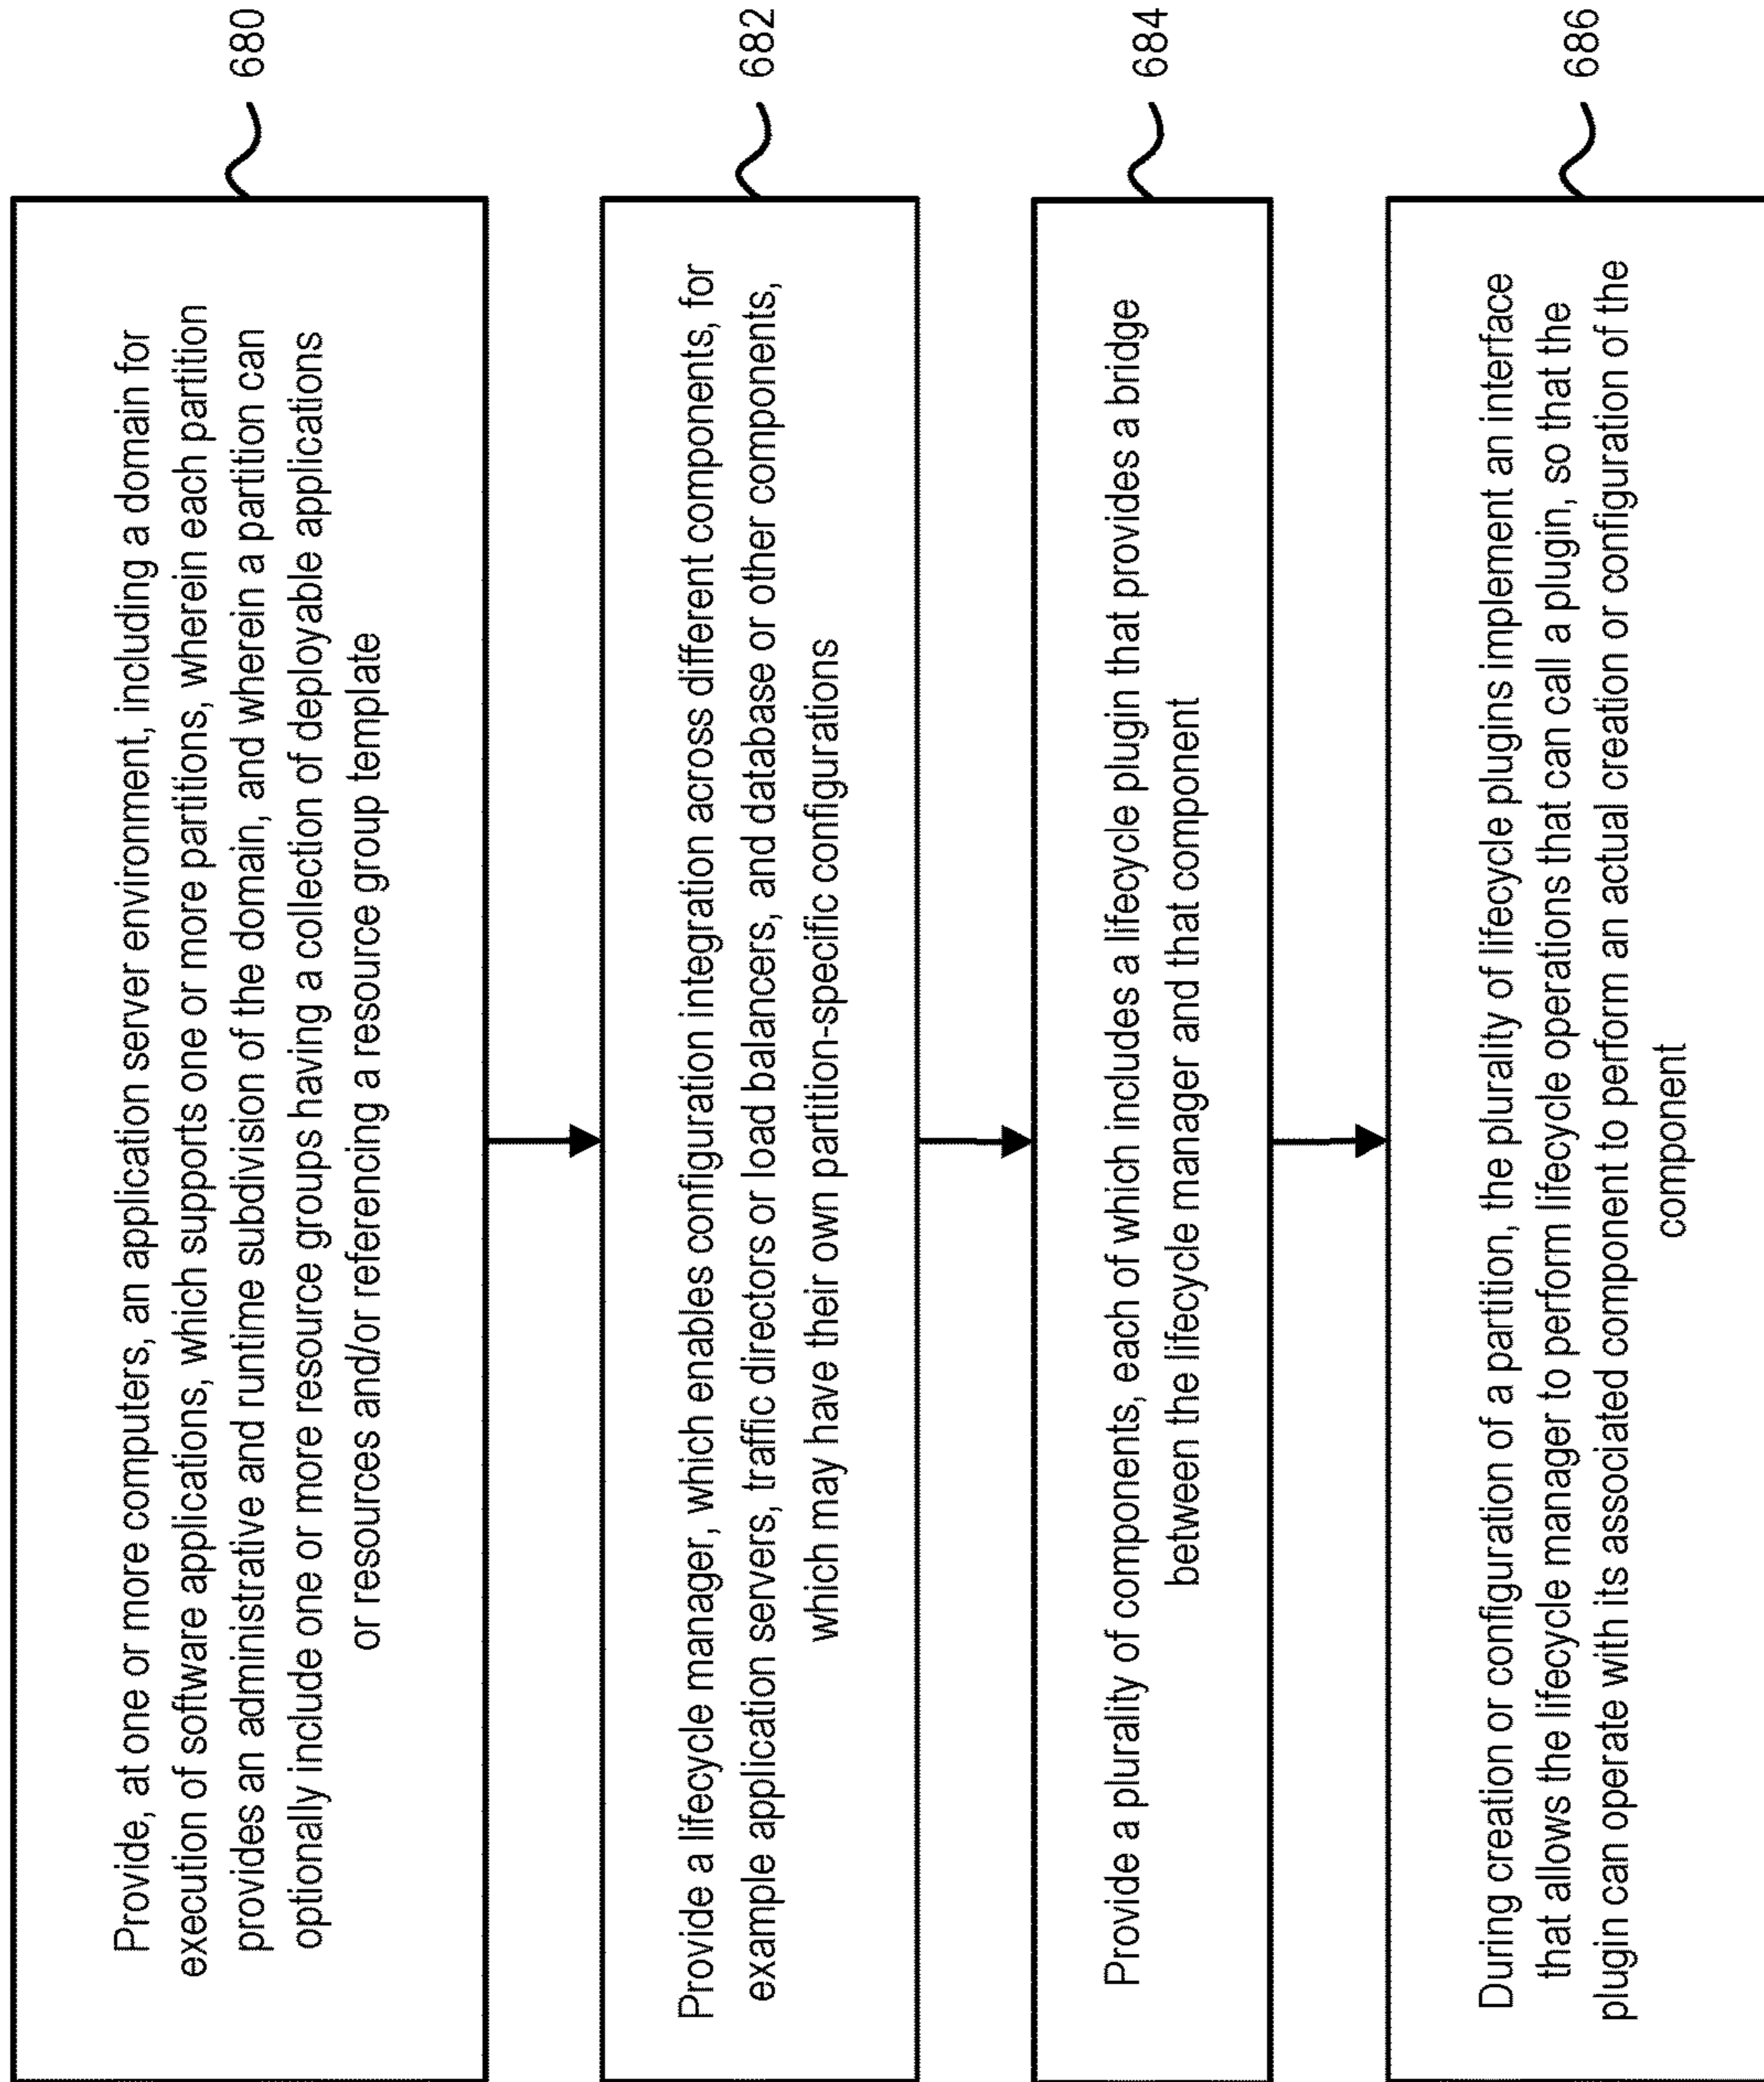 Provide, at one or more computers, an application server environment, including a domain for
execution of software applications, which supports one or more partitions, wherein each partition
provides an administrative and runtime subdivision of the domain, and wherein a partition can
optionally include one or more resource groups having a collection of deployable applications
or resources and/or referencing a resource group template
680
Provide a lifecycle manager, which enables configuration integration across different components, for
example application servers, traffic directors or load balancers, and database or other components,
which may have their own partition-specific configurations
682
Provide a plurality of components, each of which includes a lifecycle plugin that provides a bridge
between the lifecycle manager and that component
684
During creation or configuration of a partition, the plurality of lifecycle plugins implement an interface
that allows the lifecycle manager to perform lifecycle operations that can call a plugin, so that the
plugin can operate with its associated component to perform an actual creation or configuration of the
component
686